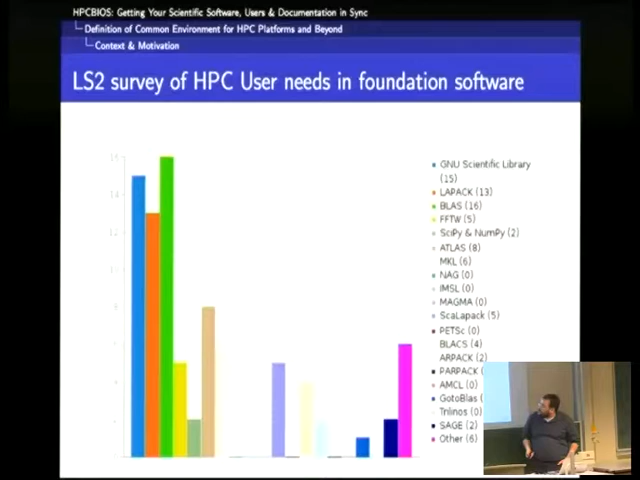 HPCBIOS: Getting Your Scientific Software, Users & Documentation in Sync
Definition of Common Environment for HPC Platforms and Beyond
Context & Motivation
LS2 survey of HPC User needs in foundation software
GNU Scientific Library
(15)
LAPACK (13)
BLAS (16)
FFTW (5)
SciPy & NumPy (2)
ATLAS (8)
MKL (6)
NAG (0)
IMSL (0)
MAGMA (0)
ScaLapack (5)
PETSc (0)
BLACS (4)
ARPACK (2)
PARPACK
AMCL (0)
GotoBlas
Trilinos (0)
SAGE (2)
Other (6)